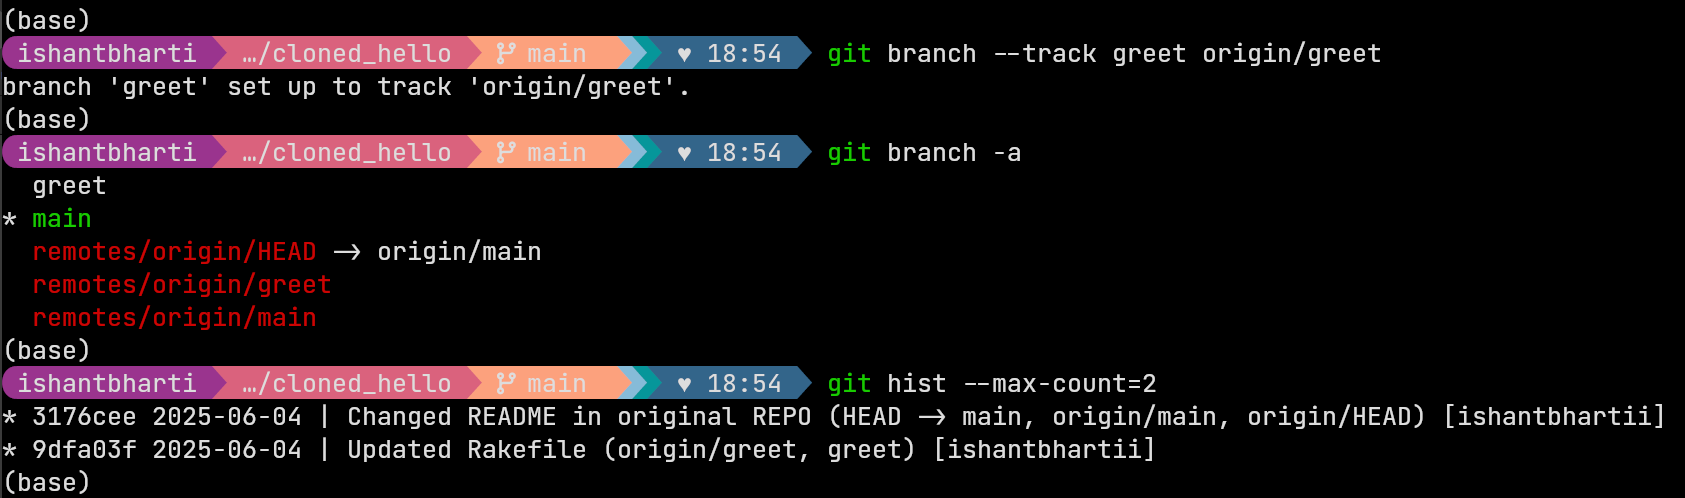 (base)
ishantbharti …/cloned_hello main ♥ 18:54 git branch --track greet origin/greet
branch 'greet' set up to track 'origin/greet'.
(base)
ishantbharti …/cloned_hello main ♥ 18:54 git branch -a
  greet
* main
  remotes/origin/HEAD -> origin/main
  remotes/origin/greet
  remotes/origin/main
(base)
ishantbharti …/cloned_hello main ♥ 18:54 git hist --max-count=2
* 3176cee 2025-06-04 | Changed README in original REPO (HEAD -> main, origin/main, origin/HEAD) [ishantbhartii]
* 9dfa03f 2025-06-04 | Updated Rakefile (origin/greet, greet) [ishantbhartii]
(base)